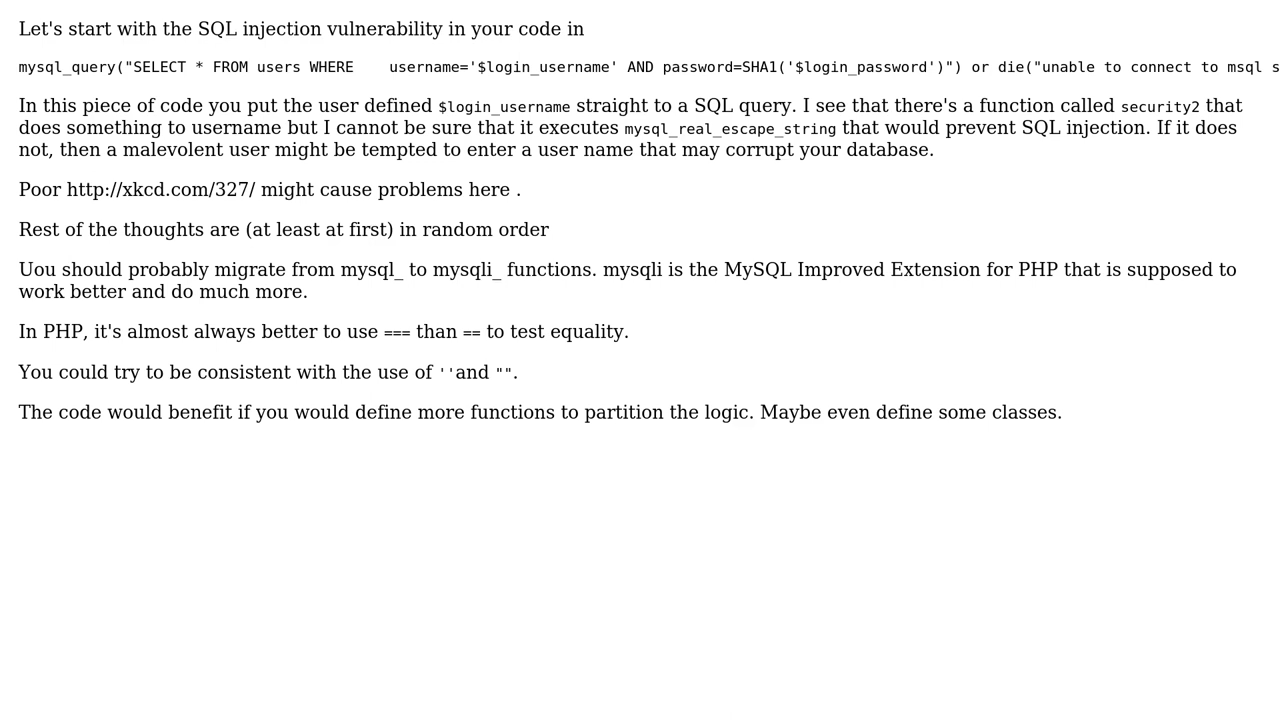 Let's start with the SQL injection vulnerability in your code in
mysql_query("SELECT * FROM users WHERE    username='$login_username' AND password=SHA1('$login_password')") or die("unable to connect to msql s
In this piece of code you put the user defined $login_username straight to a SQL query. I see that there's a function called security2 that
does something to username but I cannot be sure that it executes mysql_real_escape_string that would prevent SQL injection. If it does
not, then a malevolent user might be tempted to enter a user name that may corrupt your database.
Poor http://xkcd.com/327/ might cause problems here .
Rest of the thoughts are (at least at first) in random order
Uou should probably migrate from mysql_ to mysqli_ functions. mysqli is the MySQL Improved Extension for PHP that is supposed to
work better and do much more.
In PHP, it's almost always better to use === than == to test equality.
You could try to be consistent with the use of ''and "".
The code would benefit if you would define more functions to partition the logic. Maybe even define some classes.